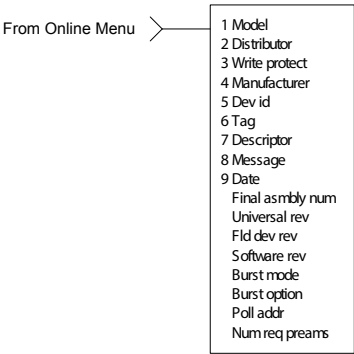 From Online Menu
1 Model
2 Distributor
3 Write protect
4 Manufacturer
5 Dev id
6 Tag
7 Descriptor
8 Message
9 Date
Final asmbly num
Universal rev
Fld dev rev
Software rev
Burst mode
Burst option
Poll addr
Num req preams